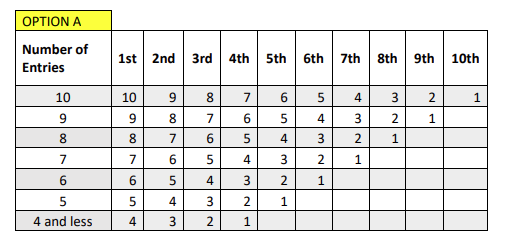 OPTION A
Number of Entries 1st 2nd 3rd 4th 5th 6th 7th 8th 9th 10th
10 10 9 8 7 6 5 4 3 2 1
9 9 8 7 6 5 4 3 2 1
8 8 7 6 5 4 3 2 1
7 7 6 5 4 3 2 1
6 6 5 4 3 2 1
5 5 4 3 2 1
4 and less 4 3 2 1